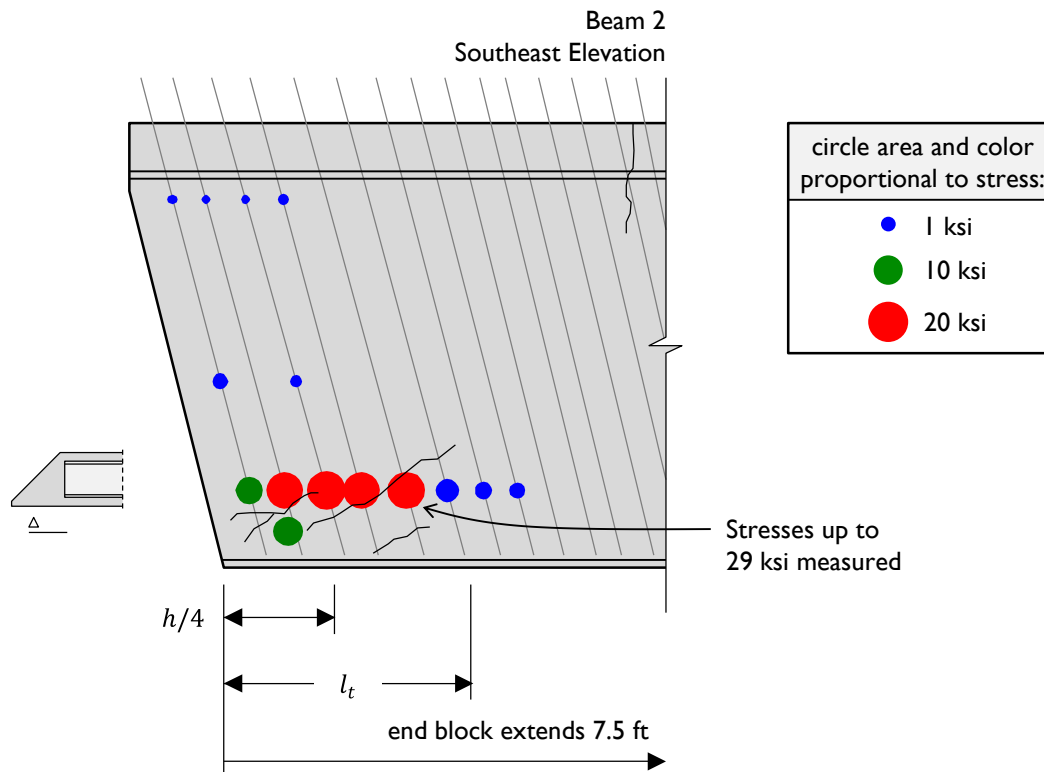 Beam 2
Southeast Elevation
circle area and color
proportional to stress:
1 ksi
10 ksi
20 ksi
Δ
Stresses up to
29 ksi measured
h/4
l_t
end block extends 7.5 ft